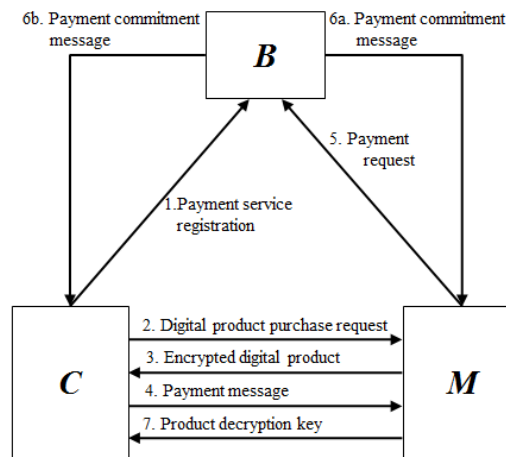 6b. Payment commitment
message
6a. Payment commitment
message
B
5. Payment
request
1.Payment service
registration
2. Digital product purchase request
3. Encrypted digital product
C
4. Payment message
M
7. Product decryption key